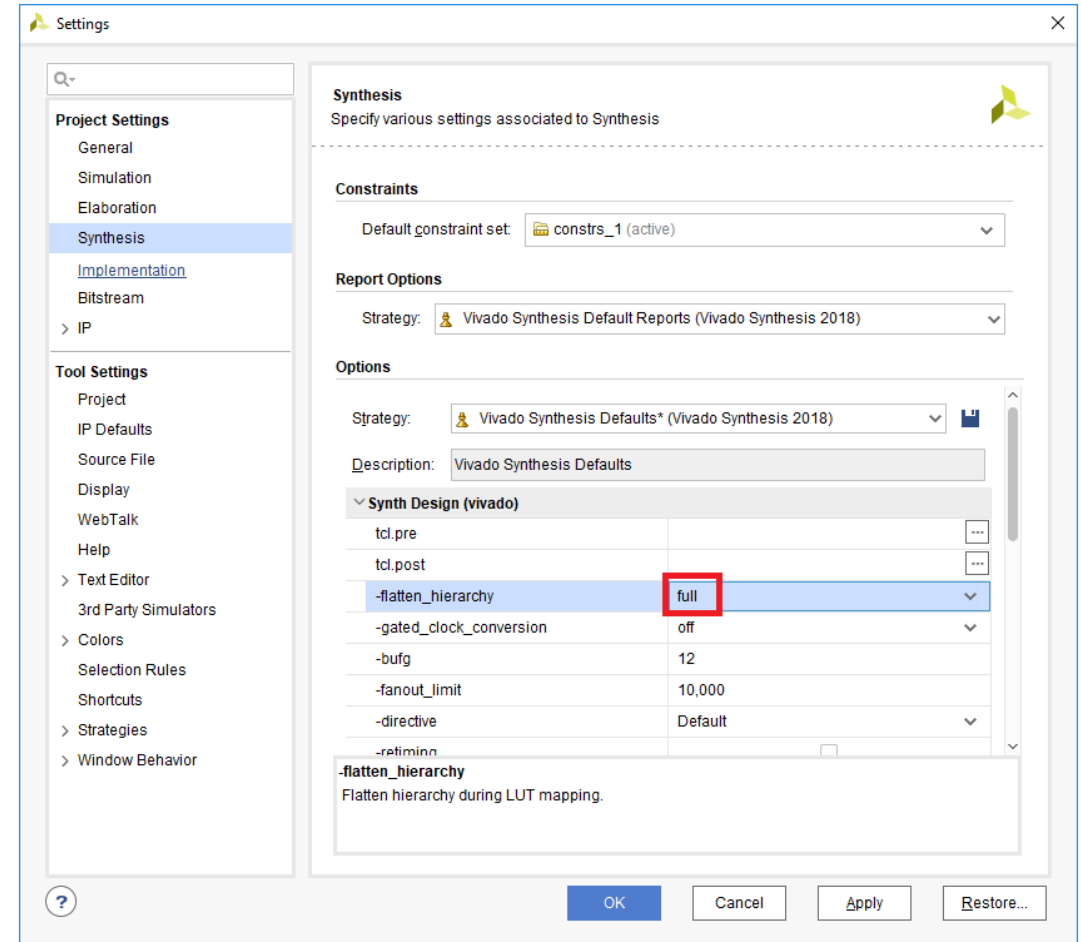 Settings
Project Settings
General
Simulation
Elaboration
Synthesis
Implementation
Bitstream
IP
Tool Settings
Project
IP Defaults
Source File
Display
WebTalk
Help
Text Editor
3rd Party Simulators
Colors
Selection Rules
Shortcuts
Strategies
Window Behavior
Synthesis
Specify various settings associated to Synthesis
Constraints
Default constraint set: constrs_1 (active)
Report Options
Strategy: Vivado Synthesis Default Reports (Vivado Synthesis 2018)
Options
Strategy: Vivado Synthesis Defaults* (Vivado Synthesis 2018)
Description: Vivado Synthesis Defaults
Synth Design (vivado)
tcl.pre ...
tcl.post ...
-flatten_hierarchy full
-gated_clock_conversion off
-bufg 12
-fanout_limit 10,000
-directive Default
-retiming
-flatten_hierarchy
Flatten hierarchy during LUT mapping.
? OK Cancel Apply Restore...